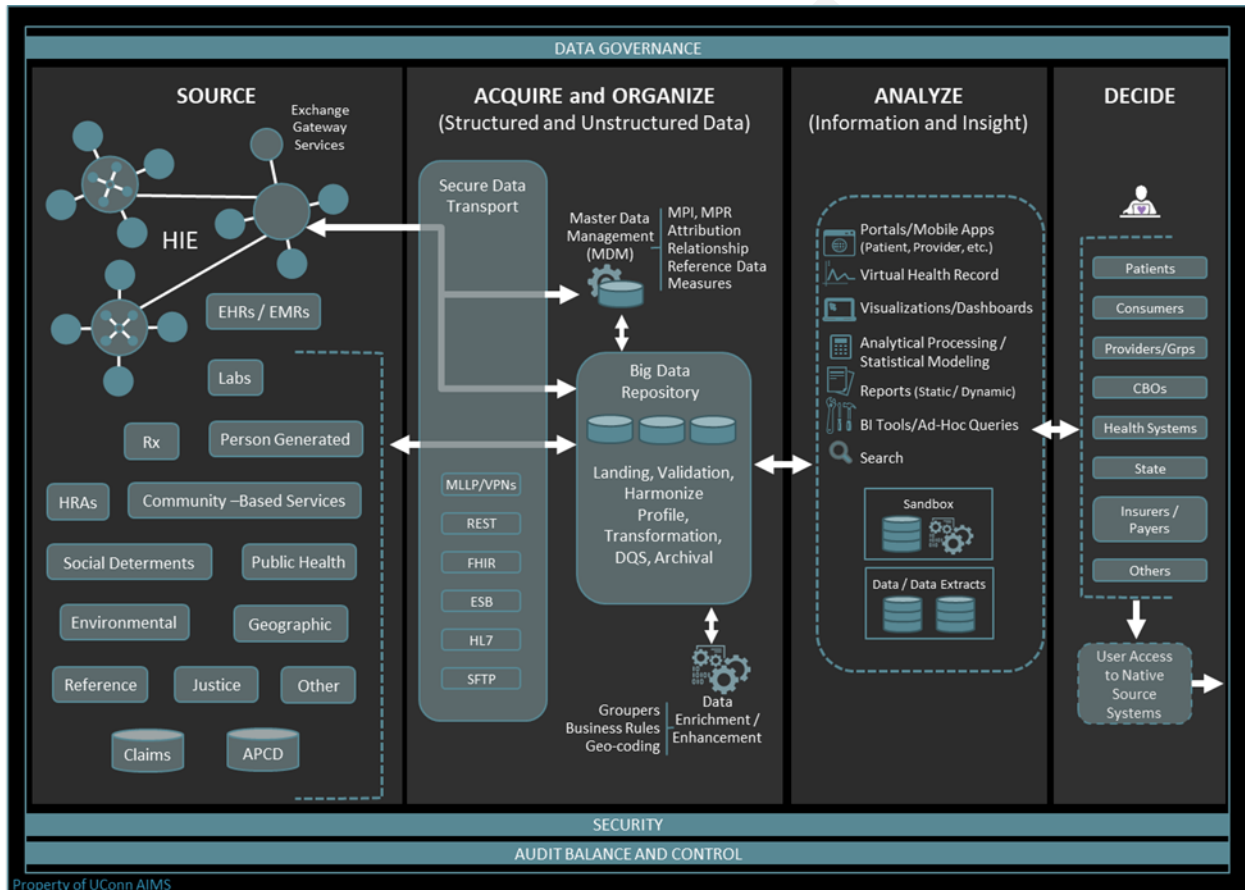 DATA GOVERNANCE
SOURCE
Exchange
Gateway
Services
HIE
EHRs / EMRs
Labs
Rx
Person Generated
HRAs
Community –Based Services
Social Determents
Public Health
Environmental
Geographic
Reference
Justice
Other
Claims
APCD
ACQUIRE and ORGANIZE
(Structured and Unstructured Data)
Secure Data
Transport
MLLP/VPNs
REST
FHIR
ESB
HL7
SFTP
Master Data
Management
(MDM)
MPI, MPR
Attribution
Relationship
Reference Data
Measures
Big Data
Repository
Landing, Validation,
Harmonize
Profile,
Transformation,
DQS, Archival
Groupers
Business Rules
Geo-coding
Data
Enrichment /
Enhancement
ANALYZE
(Information and Insight)
Portals/Mobile Apps
(Patient, Provider, etc.)
Virtual Health Record
Visualizations/Dashboards
Analytical Processing /
Statistical Modeling
Reports (Static / Dynamic)
BI Tools/Ad-Hoc Queries
Search
Sandbox
Data / Data Extracts
DECIDE
Patients
Consumers
Providers/Grps
CBOs
Health Systems
State
Insurers /
Payers
Others
User Access
to Native
Source
Systems
SECURITY
AUDIT BALANCE AND CONTROL
Property of UConn AIMS